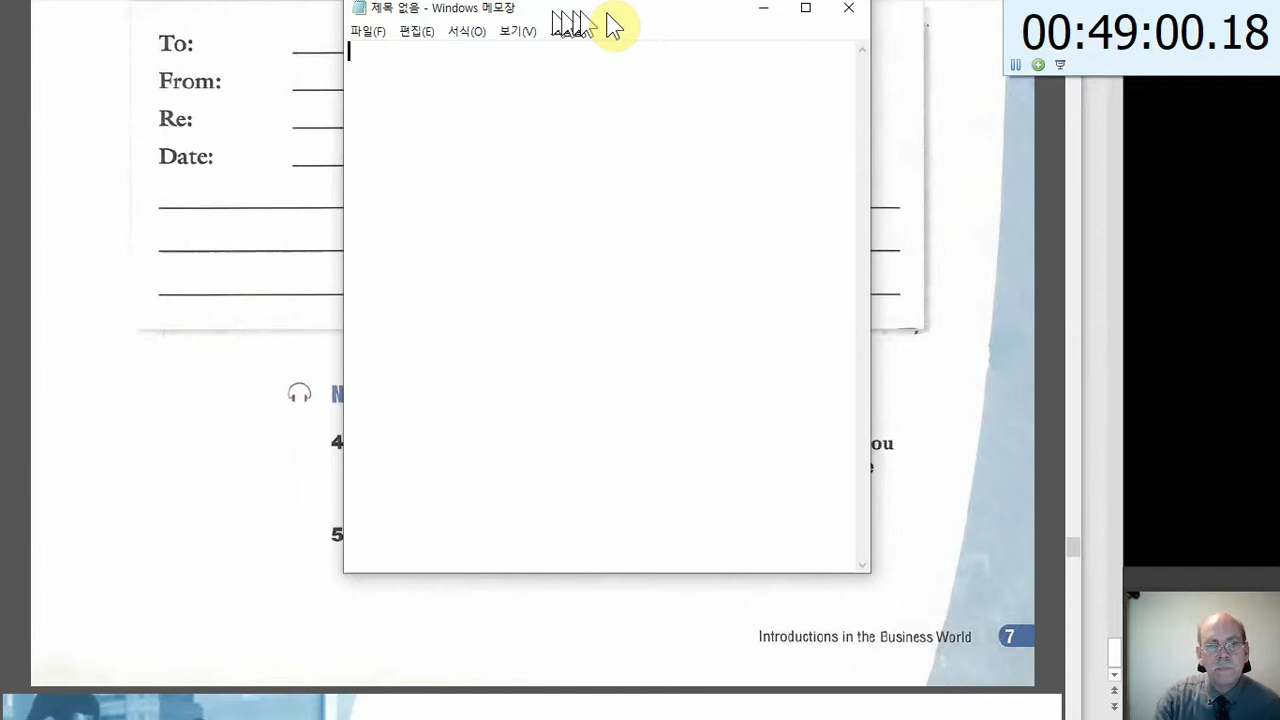 제목 없음 - Windows 메모장
파일(F) 편집(E) 서식(O) 보기(V)
00:49:00.18
To:
From:
Re:
Date:
N
4
ou
e
5
Introductions in the Business World 7